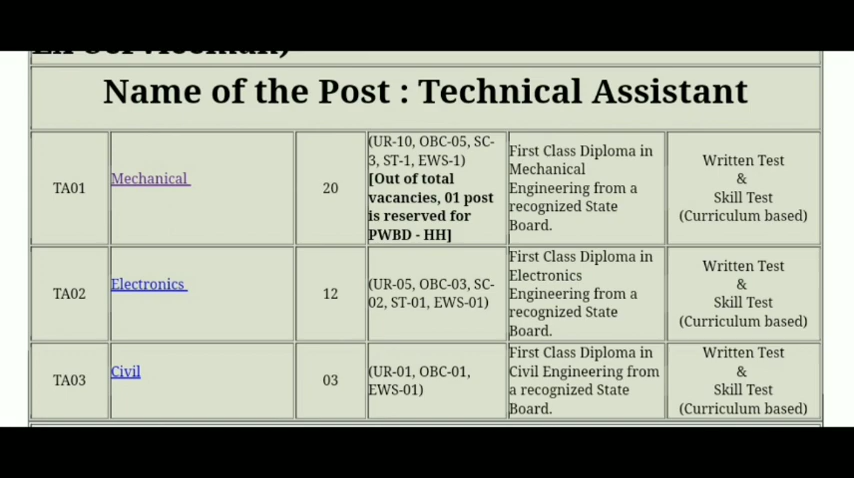 Name of the Post : Technical Assistant
TA01
Mechanical
20
(UR-10, OBC-05, SC-
3, ST-1, EWS-1)
[Out of total
vacancies, 01 post
is reserved for
PWBD - HH]
First Class Diploma in
Mechanical
Engineering from a
recognized State
Board.
Written Test
&
Skill Test
(Curriculum based)
TA02
Electronics
12
(UR-05, OBC-03, SC-
02, ST-01, EWS-01)
First Class Diploma in
Electronics
Engineering from a
recognized State
Board.
Written Test
&
Skill Test
(Curriculum based)
TA03
Civil
03
(UR-01, OBC-01,
EWS-01)
First Class Diploma in
Civil Engineering from
a recognized State
Board.
Written Test
&
Skill Test
(Curriculum based)